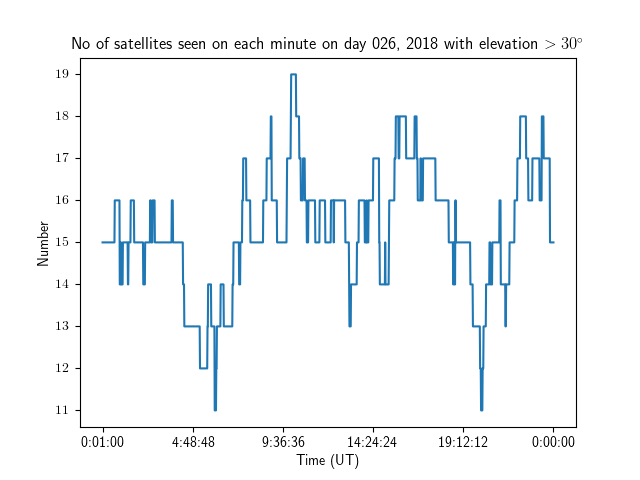 No of satellites seen on each minute on day 026, 2018 with elevation > 30°
19
18
17
16
15
14
13
12
11
Number
0:01:00 4:48:48 9:36:36 14:24:24 19:12:12 0:00:00
Time (UT)